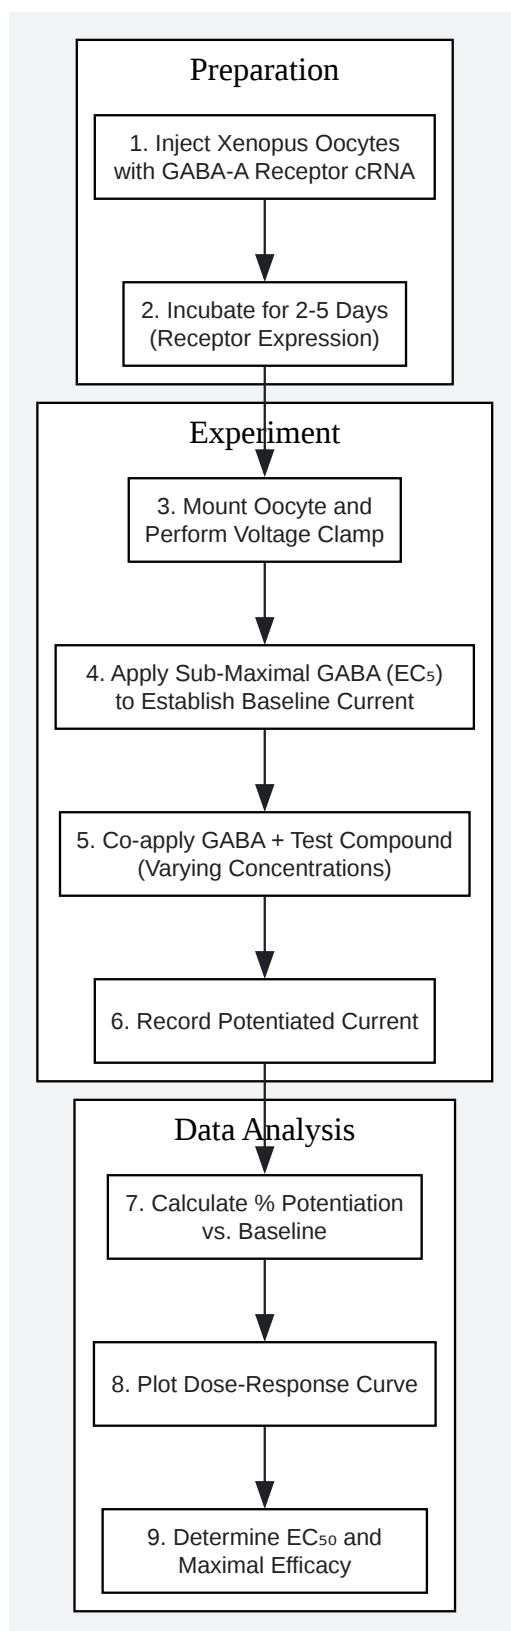 Preparation
1. Inject Xenopus Oocytes
with GABA-A Receptor cRNA
2. Incubate for 2-5 Days
(Receptor Expression)
Experiment
3. Mount Oocyte and
Perform Voltage Clamp
4. Apply Sub-Maximal GABA (EC₅)
to Establish Baseline Current
5. Co-apply GABA + Test Compound
(Varying Concentrations)
6. Record Potentiated Current
Data Analysis
7. Calculate % Potentiation
vs. Baseline
8. Plot Dose-Response Curve
9. Determine EC₅₀ and
Maximal Efficacy